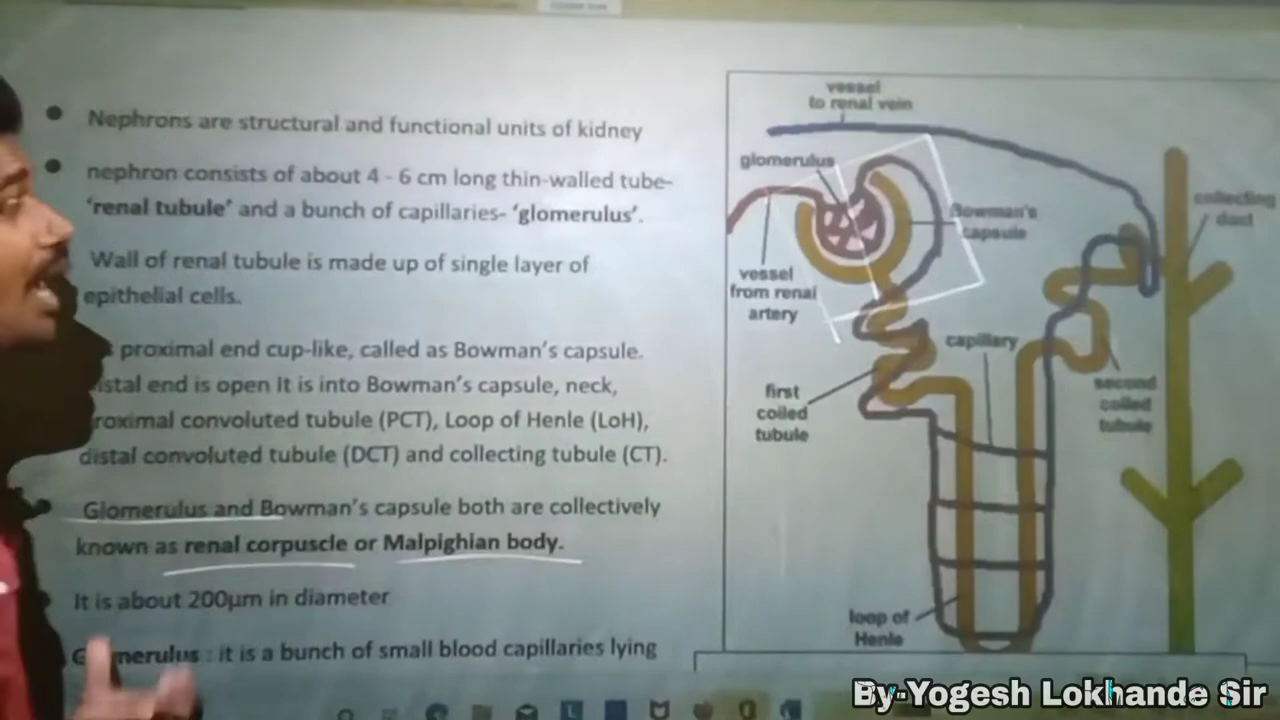 Nephrons are structural and functional units of kidney
nephron consists of about 4 - 6 cm long thin-walled tube-
‘renal tubule’ and a bunch of capillaries- ‘glomerulus’.
Wall of renal tubule is made up of single layer of
epithelial cells.
proximal end cup-like, called as Bowman’s capsule.
istal end is open It is into Bowman’s capsule, neck,
roximal convoluted tubule (PCT), Loop of Henle (LoH),
distal convoluted tubule (DCT) and collecting tubule (CT).
Glomerulus and Bowman’s capsule both are collectively
known as renal corpuscle or Malpighian body.
It is about 200µm in diameter
merulus : it is a bunch of small blood capillaries lying
vessel
to renal vein
glomerulus
Bowman's
capsule
collecting
duct
vessel
from renal
artery
capillary
first
coiled
tubule
second
coiled
tubule
loop of
Henle
By-Yogesh Lokhande Sir